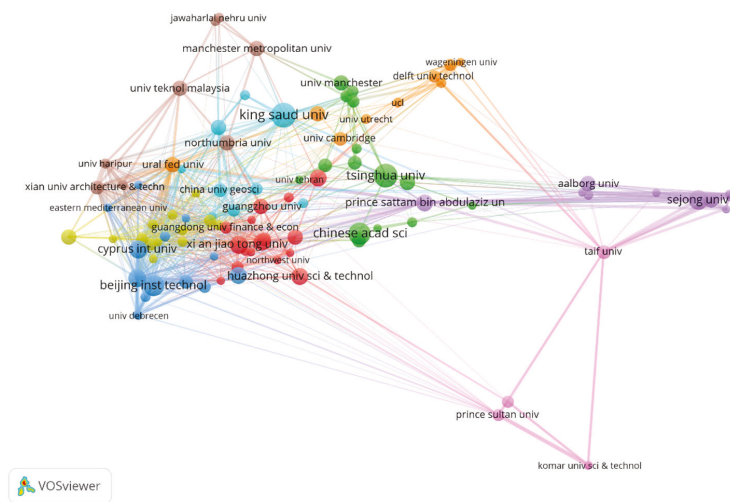 jawaharlal nehru univ
manchester metropolitan univ
wageningen univ
delft univ technol
univ manchester
univ teknol malaysia
ucl
king saud univ
univ utrecht
univ cambridge
northumbria univ
univ haripur
ural fed univ
tsinghua univ
univ tehran
xian univ architecture & techn
china univ geosci
aalborg univ
sejong univ
prince sattam bin abdulaziz un
eastern mediterranean univ
guangzhou univ
guangdong univ finance & econ
chinese acad sci
xi an jiao tong univ
cyprus int univ
taif univ
northwest univ
huazhong univ sci & technol
beijing inst technol
univ debrecen
prince sultan univ
komar univ sci & technol
VOSviewer